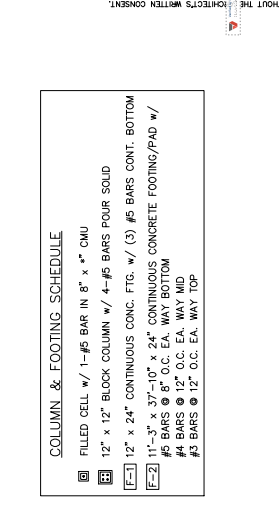 HOUT THE ARCHITECT'S WRITTEN CONSENT.
COLUMN & FOOTING SCHEDULE
FILLED CELL w/ 1-#5 BAR IN 8" x *" CMU
12" x 12" BLOCK COLUMN w/ 4-#5 BARS POUR SOLID
F-1 12" x 24" CONTINUOUS CONC. FTG. w/ (3) #5 BARS CONT. BOTTOM
F-2 11'-3" x 37'-10" x 24" CONTINUOUS CONCRETE FOOTING/PAD w/
#5 BARS @ 8" O.C. EA. WAY BOTTOM
#4 BARS @ 12" O.C. EA. WAY MID
#3 BARS @ 12" O.C. EA. WAY TOP